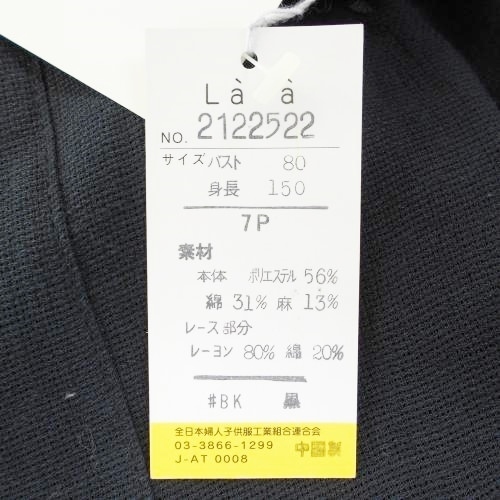 Là à
NO. 2122522
サイズ バスト 80
身長 150
7P
素材
本体 ポリエステル 56%
綿 31% 麻 13%
レース部分
レーヨン 80% 綿 20%
#BK 黒
全日本婦人子供服工業組合連合会
03-3866-1299 中国製
J-AT 0008